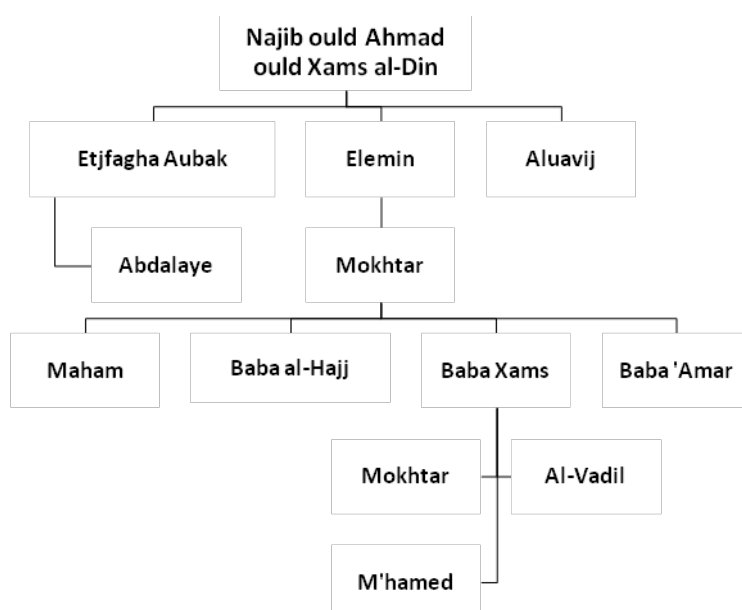 Najib ould Ahmad
ould Xams al-Din
Etjfagha Aubak
Elemin
Aluavij
Abdalaye
Mokhtar
Maham
Baba al-Hajj
Baba Xams
Baba 'Amar
Mokhtar
Al-Vadil
M'hamed